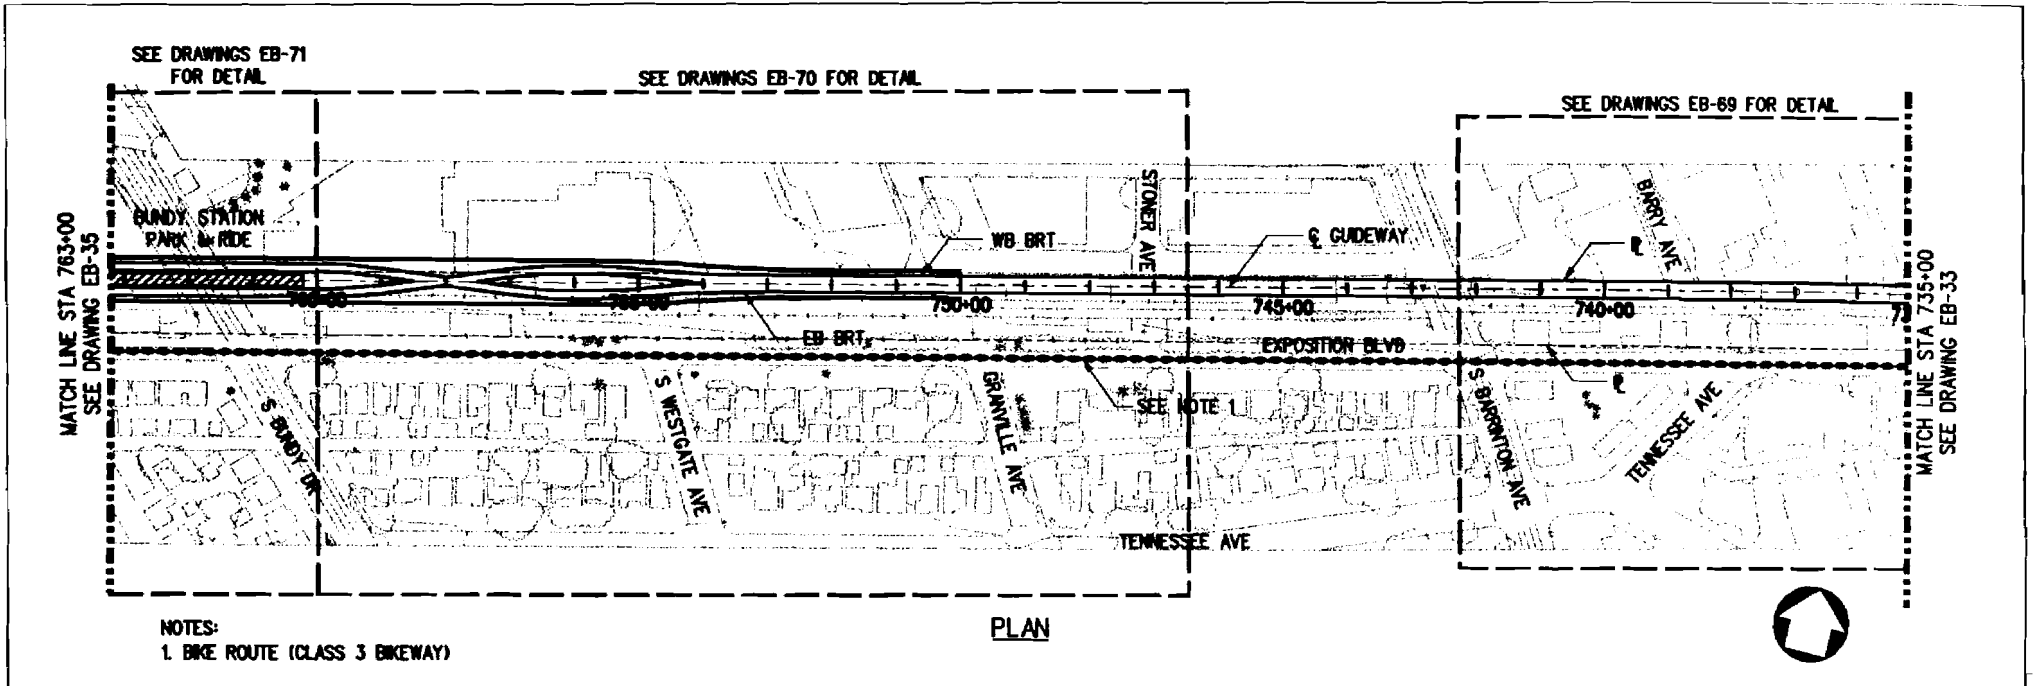 SEE DRAWINGS EB-71
FOR DETAIL
SEE DRAWINGS EB-70 FOR DETAIL
SEE DRAWINGS EB-69 FOR DETAIL
MATCH LINE STA 763+00
SEE DRAWING EB-35
BUNDY STATION
PARK & RIDE
WB BRT
STONER AVE
℄ GUIDEWAY
BARRY AVE
760+00
755+00
750+00
745+00
740+00
EB BRT
EXPOSITION BLVD
SEE NOTE 1
S BUNDY DR
S WESTGATE AVE
GRANVILLE AVE
S BARRINTON AVE
TENNESSEE AVE
TENNESSEE AVE
MATCH LINE STA 735+00
SEE DRAWING EB-33
PLAN
NOTES:
1. BIKE ROUTE (CLASS 3 BIKEWAY)